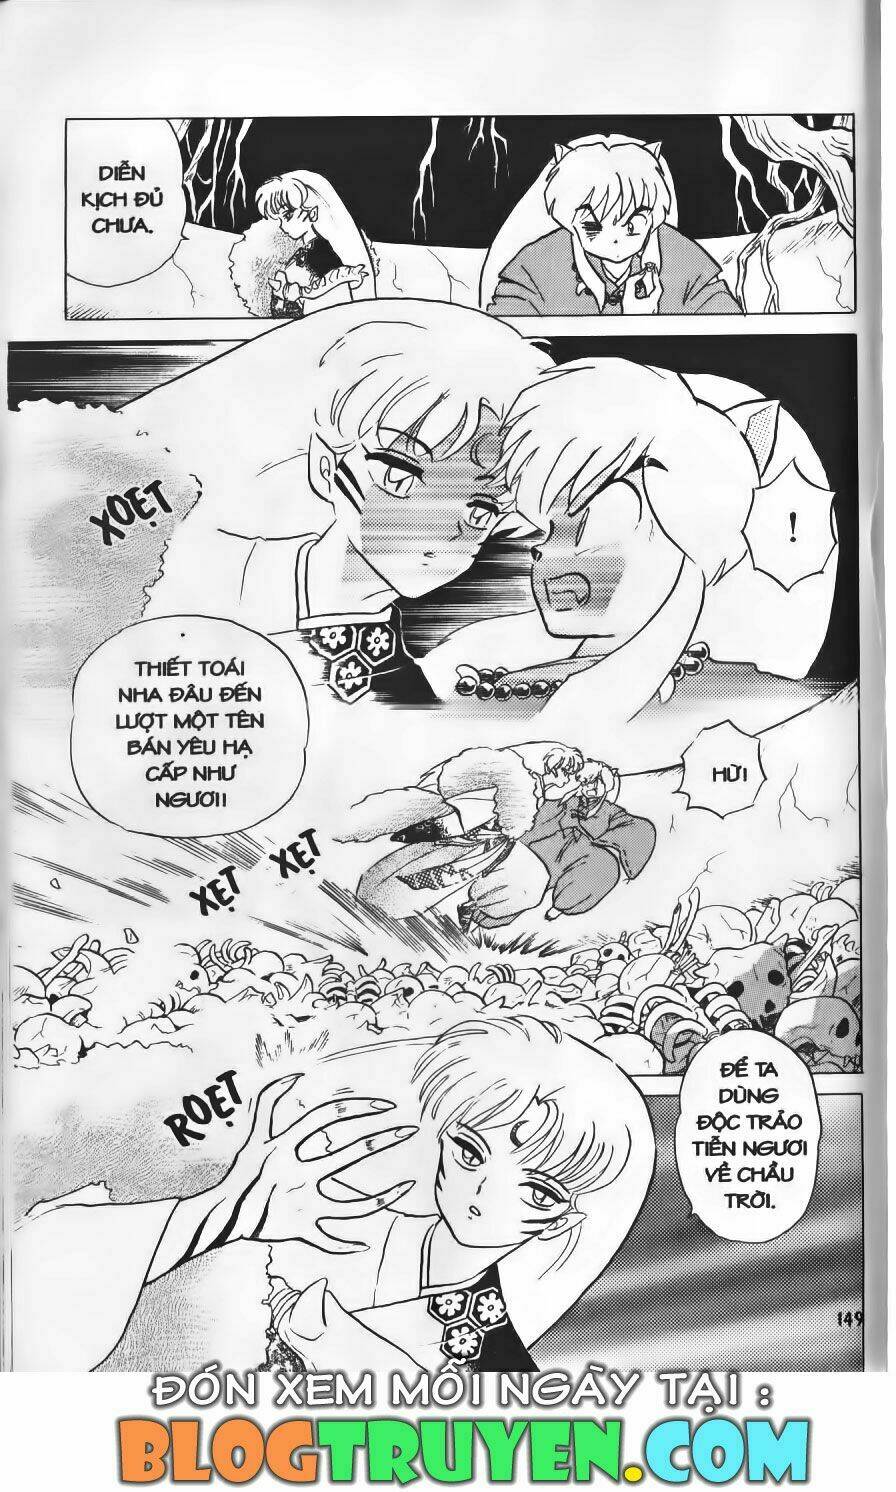 DIỄN
KỊCH ĐỦ
CHƯA.
XOẸT
!
THIẾT TOÁI
NHA ĐÂU ĐẾN
LƯỢT MỘT TÊN
BÁN YÊU HẠ
CẤP NHƯ
NGƯƠI!
HỪ!
XẸT XẸT
ROẸT
ĐỂ TA
DÙNG
ĐỘC TRẢO
TIỄN NGƯƠI
VỀ CHẦU
TRỜI.
149
ĐÓN XEM MỖI NGÀY TẠI :
BLOGTRUYEN.COM